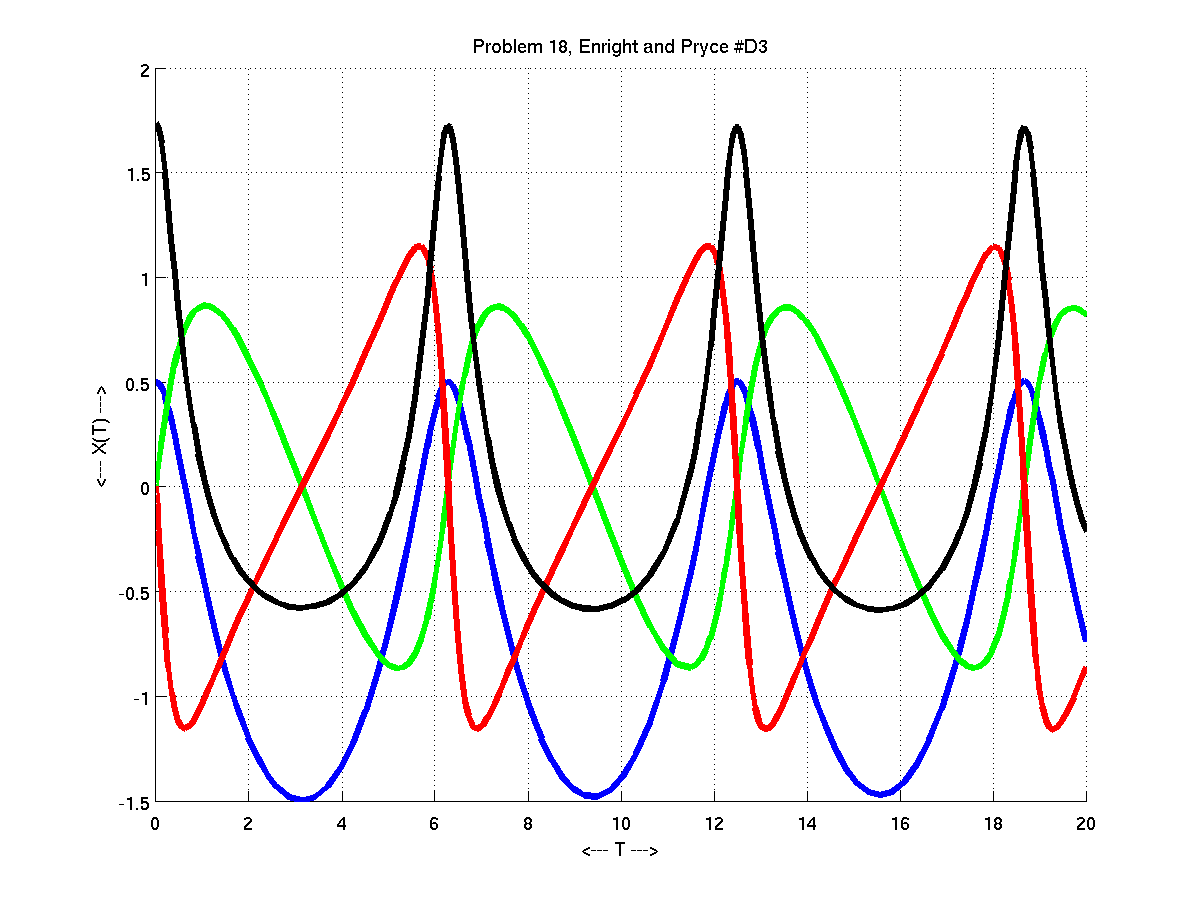 Problem 18, Enright and Pryce #D3
2
1.5
1
0.5
0
-0.5
-1
-1.5
<--- X(T) --->
0 2 4 6 8 10 12 14 16 18 20
<--- T --->